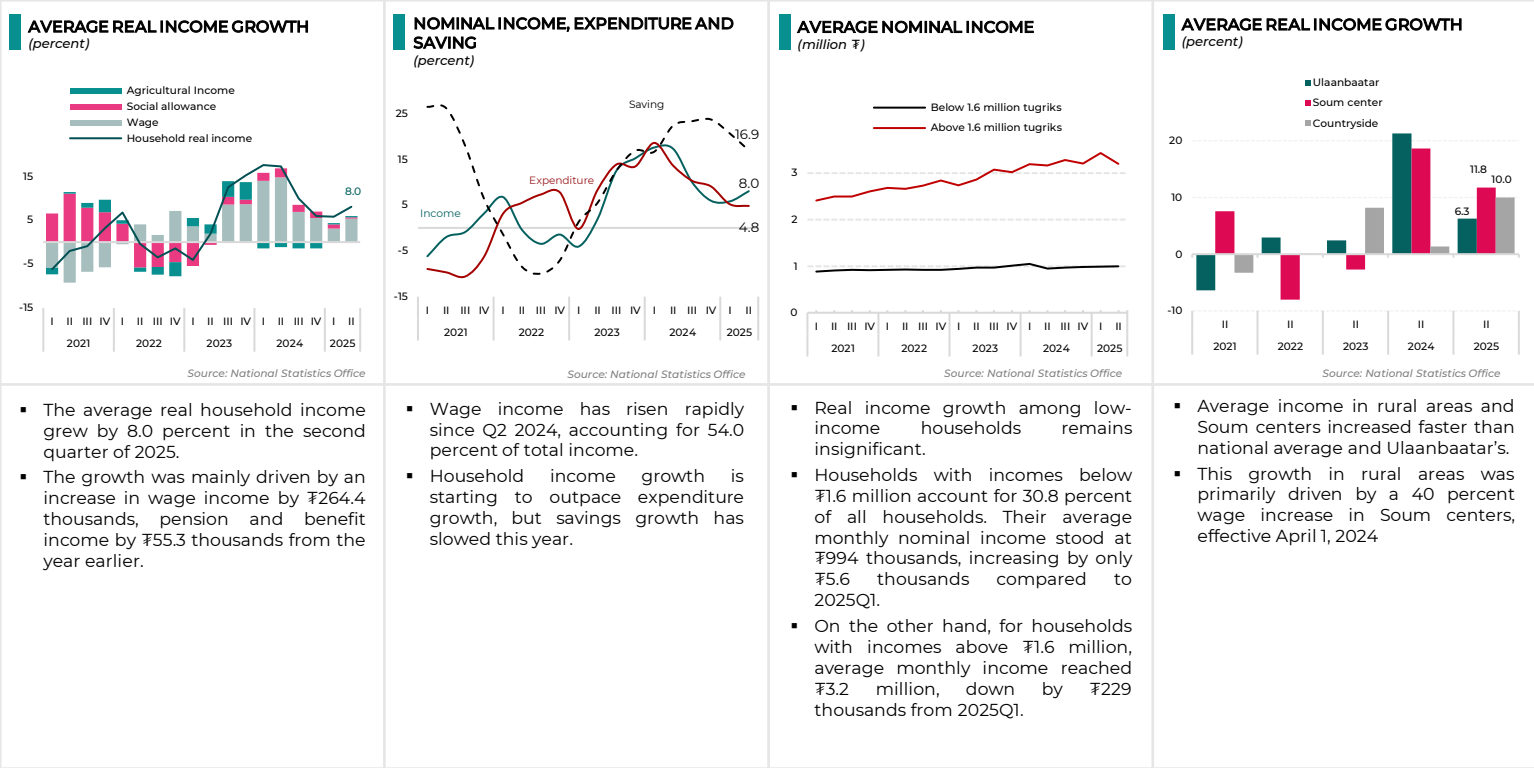 AVERAGE REAL INCOME GROWTH
(percent)
Agricultural Income
Social allowance
Wage
Household real income
15
5
-5
-15
8.0
I II III IV I II III IV I II III IV I II III IV I II
2021 2022 2023 2024 2025
Source: National Statistics Office
▪ The average real household income
grew by 8.0 percent in the second
quarter of 2025.
▪ The growth was mainly driven by an
increase in wage income by ₮264.4
thousands, pension and benefit
income by ₮55.3 thousands from the
year earlier.
NOMINAL INCOME, EXPENDITURE AND
SAVING
(percent)
25
15
5
-5
-15
Saving
Expenditure
Income
16.9
8.0
4.8
I II III IV I II III IV I II III IV I II III IV I II
2021 2022 2023 2024 2025
Source: National Statistics Office
▪ Wage income has risen rapidly
since Q2 2024, accounting for 54.0
percent of total income.
▪ Household income growth is
starting to outpace expenditure
growth, but savings growth has
slowed this year.
AVERAGE NOMINAL INCOME
(million ₮)
Below 1.6 million tugriks
Above 1.6 million tugriks
3
2
1
0
I II III IV I II III IV I II III IV I II III IV I II
2021 2022 2023 2024 2025
Source: National Statistics Office
▪ Real income growth among low-
income households remains
insignificant.
▪ Households with incomes below
₮1.6 million account for 30.8 percent
of all households. Their average
monthly nominal income stood at
₮994 thousands, increasing by only
₮5.6 thousands compared to
2025Q1.
▪ On the other hand, for households
with incomes above ₮1.6 million,
average monthly income reached
₮3.2 million, down by ₮229
thousands from 2025Q1.
AVERAGE REAL INCOME GROWTH
(percent)
Ulaanbaatar
Soum center
Countryside
20
10
0
-10
6.3
11.8
10.0
II II II II II
2021 2022 2023 2024 2025
Source: National Statistics Office
▪ Average income in rural areas and
Soum centers increased faster than
national average and Ulaanbaatar’s.
▪ This growth in rural areas was
primarily driven by a 40 percent
wage increase in Soum centers,
effective April 1, 2024